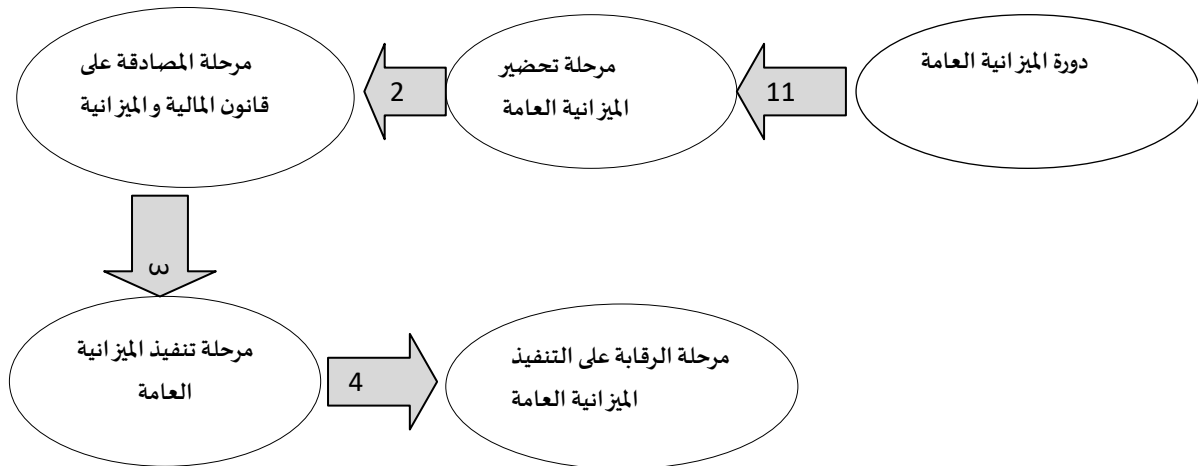 دورة الميزانية العامة
11
مرحلة تحضير
الميزانية العامة
2
مرحلة المصادقة على
قانون المالية و الميزانية
3
مرحلة تنفيذ الميزانية
العامة
4
مرحلة الرقابة على التنفيذ
الميزانية العامة